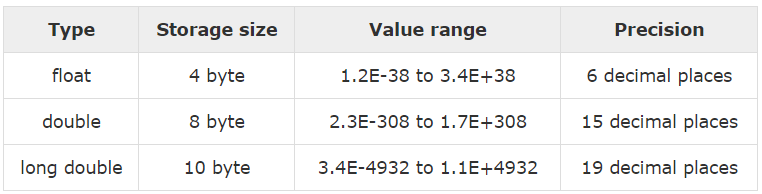 Type Storage size Value range Precision
float 4 byte 1.2E-38 to 3.4E+38 6 decimal places
double 8 byte 2.3E-308 to 1.7E+308 15 decimal places
long double 10 byte 3.4E-4932 to 1.1E+4932 19 decimal places